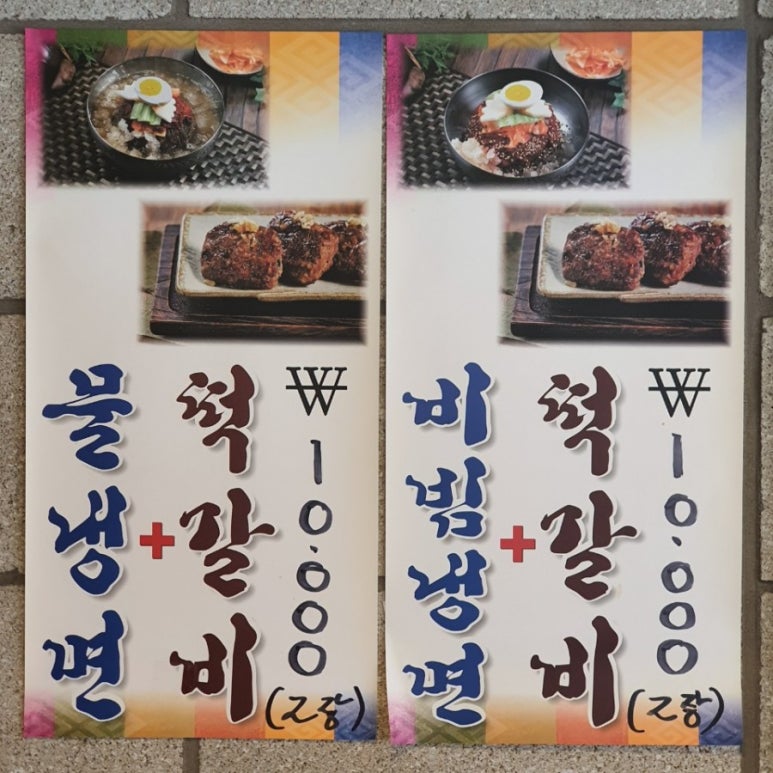 물냉면
+
떡갈비
₩10.000
(2장)
비빔냉면
+
떡갈비
₩10.000
(2장)